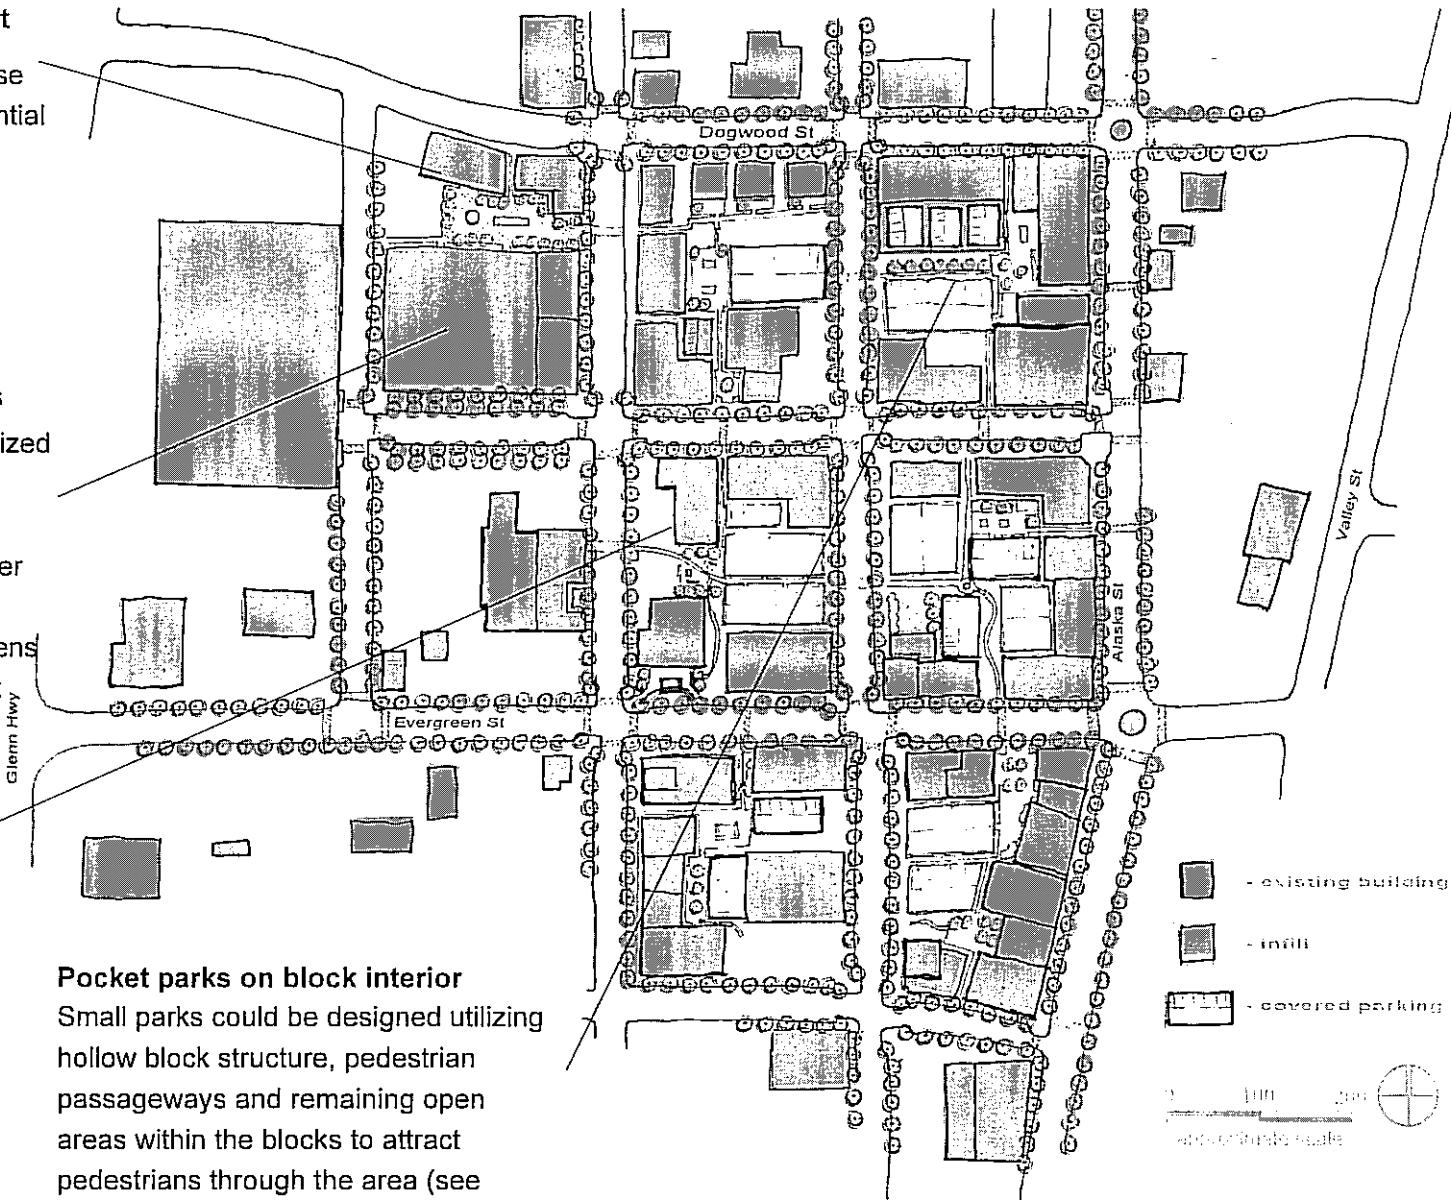 t
se
ntial
s
ized
er
ens
Dogwood St
Valley St
Alaska St
Evergreen St
Glenn Hwy
Pocket parks on block interior
Small parks could be designed utilizing
hollow block structure, pedestrian
passageways and remaining open
areas within the blocks to attract
pedestrians through the area (see
- existing building
- infill
- covered parking
100 200
approximate scale